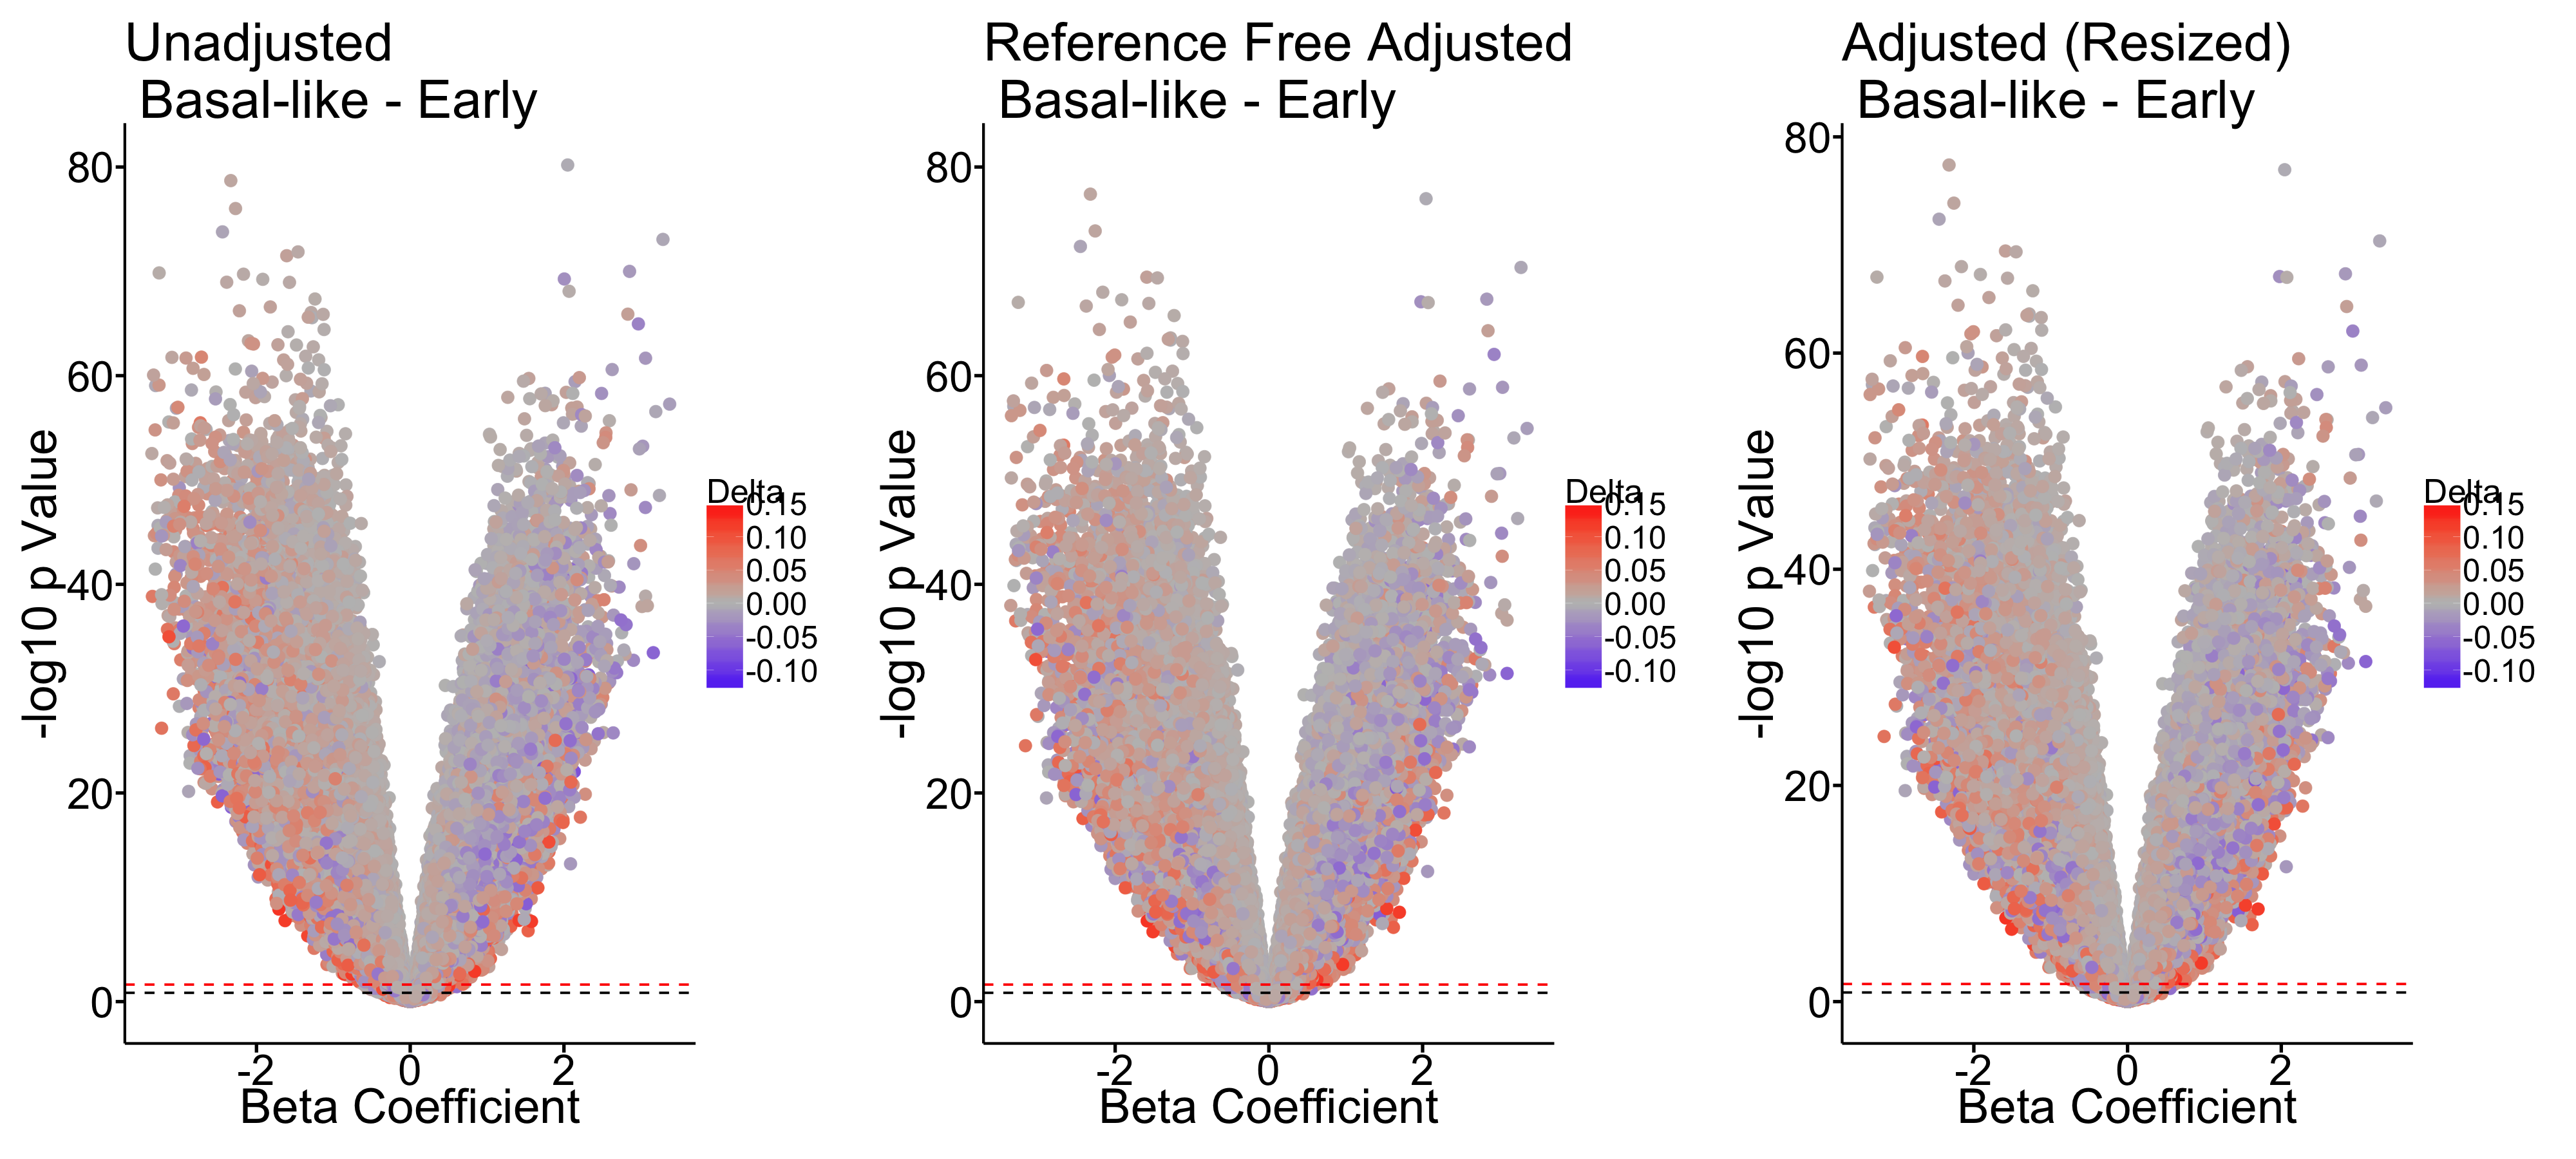 Unadjusted
Basal-like - Early
80
60
40
20
0
-log10 p Value
-2 0 2
Beta Coefficient
Delta
0.15
0.10
0.05
0.00
-0.05
-0.10
Reference Free Adjusted
Basal-like - Early
80
60
40
20
0
-log10 p Value
-2 0 2
Beta Coefficient
Delta
0.15
0.10
0.05
0.00
-0.05
-0.10
Adjusted (Resized)
Basal-like - Early
80
60
40
20
0
-log10 p Value
-2 0 2
Beta Coefficient
Delta
0.15
0.10
0.05
0.00
-0.05
-0.10